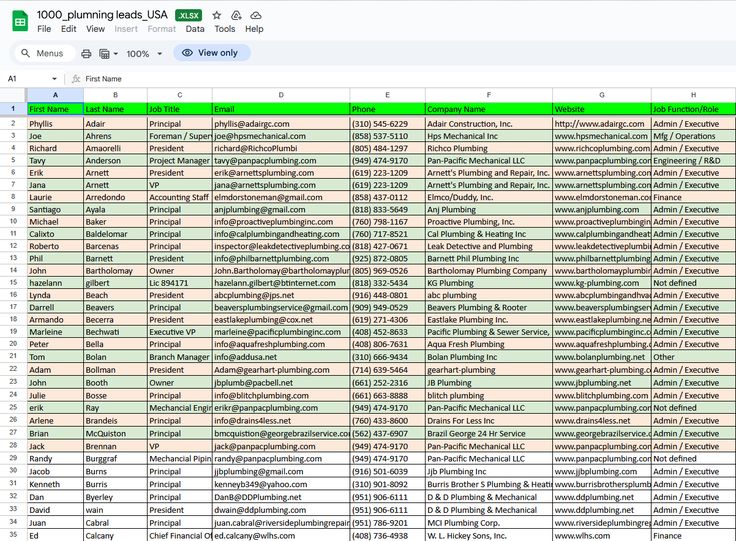 1000_plumning leads_USA .XLSX
File Edit View Insert Format Data Tools Help
Menus 100% View only
A1 fx First Name
A B C D E F G H
1 First Name Last Name Job Title Email Phone Company Name Website Job Function/Role
2 Phyllis Adair Principal phyllis@adairgc.com (310) 545-6229 Adair Construction, Inc. http://www.adairgc.com Admin / Executive
3 Joe Ahrens Foreman / Superv joe@hpsmechanical.com (858) 537-5110 Hps Mechanical Inc www.hpsmechanical.com Mfg / Operations
4 Richard Amaorelli President richard@RichcoPlumbi (805) 484-1297 Richco Plumbing www.richcoplumbing.com Admin / Executive
5 Tavy Anderson Project Manager tavy@panpacplumbing.com (949) 474-9170 Pan-Pacific Mechanical LLC www.panpacplumbing.com Engineering / R&D
6 Erik Arnett President erik@arnettsplumbing.com (619) 223-1209 Arnett's Plumbing and Repair, Inc. www.arnettsplumbing.com Admin / Executive
7 Jana Arnett VP jana@arnettsplumbing.com (619) 223-1209 Arnett's Plumbing and Repair, Inc. www.arnettsplumbing.com Admin / Executive
8 Laurie Arredondo Accounting Staff elmdorstoneman@gmail.com (858) 437-0112 Elmco/Duddy, Inc. www.elmdorstoneman.com Finance
9 Santiago Ayala Principal anjplumbing@gmail.com (818) 833-5649 Anj Plumbing www.anjplumbing.com Admin / Executive
10 Michael Baker Principal info@proactiveplumbinginc.com (760) 798-1167 Proactive Plumbing, Inc. www.proactiveplumbing Admin / Executive
11 Calixto Baldelomar Principal info@calplumbingandheating.com (760) 717-8521 Cal Plumbing & Heating Inc www.calplumbingandhea Admin / Executive
12 Roberto Barcenas Principal inspector@leakdetectiveplumbing.co (818) 427-0671 Leak Detective and Plumbing www.leakdetectiveplumbi Admin / Executive
13 Phil Barnett President info@philbarnettplumbing.com (925) 872-0805 Barnett Phil Plumbing Inc www.philbarnettplumbing Admin / Executive
14 John Bartholomay Owner John.Bartholomay@bartholomayplur (805) 969-0526 Bartholomay Plumbing Company www.bartholomayplumbin Admin / Executive
15 hazelann gilbert Lic 894171 hazelann.gilbert@btinternet.com (818) 332-5434 KG Plumbing www.kg-plumbing.com Not defined
16 Lynda Beach President abcplumbing@jps.net (916) 448-0801 abc plumbing www.abcplumbingandhvac Admin / Executive
17 Darrell Beavers President beaversplumbingservice@gmail.com (909) 949-0529 Beavers Plumbing & Rooter www.beaversplumbingser Admin / Executive
18 Armando Becerra President eastlakeplumbing@cox.net (619) 271-4306 Eastlake Plumbing Inc. www.eastlakeplumbing.ne Admin / Executive
19 Marleine Bechwati Executive VP marleine@pacificplumbinginc.com (408) 452-8633 Pacific Plumbing & Sewer Service, www.pacificplumbinginc.com Admin / Executive
20 Peter Bella Principal info@aquafreshplumbing.com (408) 806-7631 Aqua Fresh Plumbing www.aquafreshplumbing.c Admin / Executive
21 Tom Bolan Branch Manager info@addusa.net (310) 666-9434 Bolan Plumbing Inc www.bolanplumbing.net Other
22 Adam Bollman President Adam@gearhart-plumbing.com (714) 639-5464 gearhart-plumbing www.gearhart-plumbing.c Admin / Executive
23 John Booth Owner jbplumb@pacbell.net (661) 252-2316 JB Plumbing www.jbplumbing.net Admin / Executive
24 Julie Bosse Principal info@blitchplumbing.com (661) 663-8888 blitch plumbing www.blitchplumbing.com Admin / Executive
25 erik Ray Mechancial Engin erikr@panpacplumbing.com (949) 474-9170 Pan-Pacific Mechanical LLC www.panpacplumbing.com Not defined
26 Arlene Brandeis Principal info@drains4less.net (760) 433-8600 Drains For Less Inc www.drains4less.net Admin / Executive
27 Brian McQuiston Principal bmcquistion@georgebrazilservice.com (562) 437-6907 Brazil George 24 Hr Service www.georgebrazilservice.c Admin / Executive
28 Jack Brennan VP jack@panpacplumbing.com (949) 474-9170 Pan-Pacific Mechanical LLC www.panpacplumbing.com Admin / Executive
29 Randy Burggraf Mechancial Pipin randy@panpacplumbing.com (949) 474-9170 Pan-Pacific Mechanical LLC www.panpacplumbing.com Not defined
30 Jacob Burns Principal jjbplumbing@gmail.com (916) 501-6039 Jjb Plumbing Inc www.jjbplumbing.com Admin / Executive
31 Kenneth Burris Principal kenneyb349@yahoo.com (310) 901-8092 Burris Brother S Plumbing & Heatin www.burrisbrothersplumb Admin / Executive
32 Dan Byerley Principal DanB@DDPlumbing.net (951) 906-6111 D & D Plumbing & Mechanical www.ddplumbing.net Admin / Executive
33 David wain President dwain@ddplumbing.com (951) 906-6111 D & D Plumbing & Mechanical www.ddplumbing.net Admin / Executive
34 Juan Cabral Principal juan.cabral@riversideplumbingrepair (951) 786-9201 MCI Plumbing Corp. www.riversideplumbingrep Admin / Executive
35 Ed Calcany Chief Financial Of ed.calcany@wlhs.com (408) 736-4938 W. L. Hickey Sons, Inc. www.wlhs.com Finance